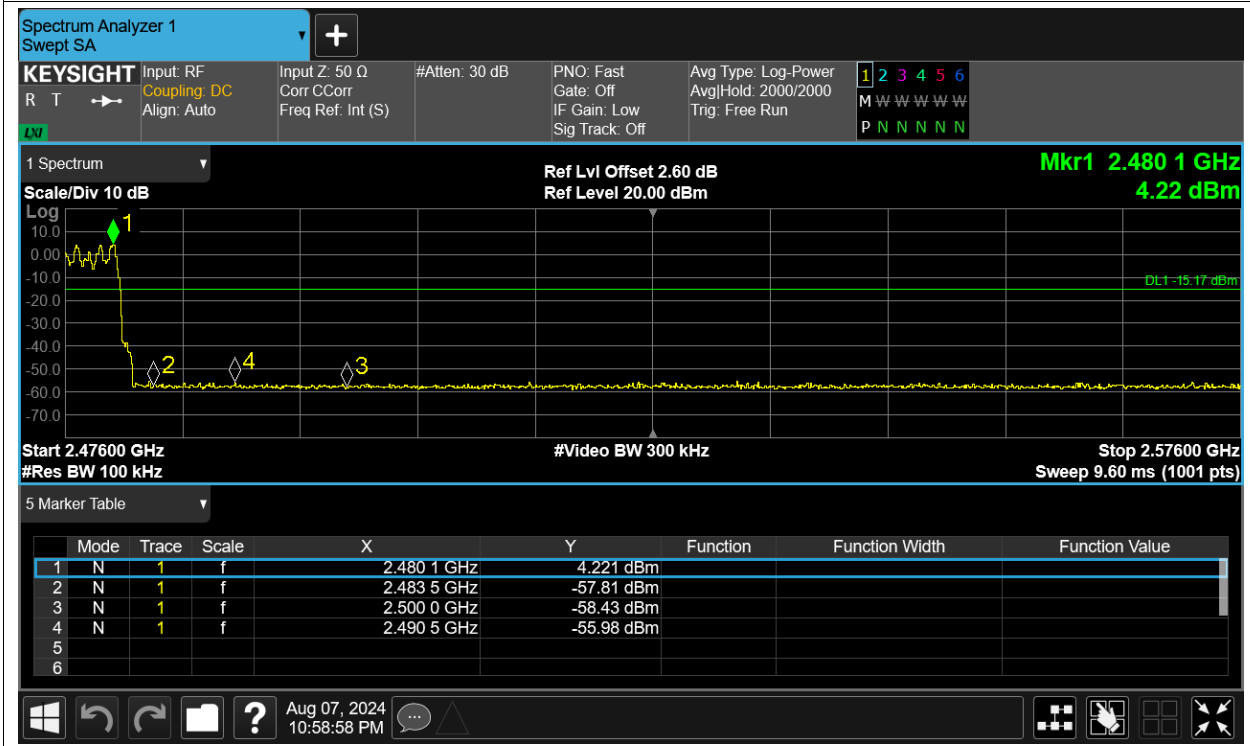 Spectrum Analyzer 1
Swept SA
+
KEYSIGHT Input: RF Input Z: 50 Ω #Atten: 30 dB PNO: Fast Avg Type: Log-Power 1 2 3 4 5 6
R T Coupling: DC Corr CCorr Gate: Off Avg|Hold: 2000/2000 M W W W W W
Align: Auto Freq Ref: Int (S) IF Gain: Low Trig: Free Run
LXI Sig Track: Off P N N N N N
1 Spectrum Ref Lvl Offset 2.60 dB Mkr1 2.480 1 GHz
Scale/Div 10 dB Ref Level 20.00 dBm 4.22 dBm
Log
1
10.0
0.00
-10.0
DL1 -15.17 dBm
-20.0
-30.0
-40.0
2 4 3
-50.0
-60.0
-70.0
Start 2.47600 GHz #Video BW 300 kHz Stop 2.57600 GHz
#Res BW 100 kHz Sweep 9.60 ms (1001 pts)
5 Marker Table
Mode Trace Scale X Y Function Function Width Function Value
1 N 1 f 2.480 1 GHz 4.221 dBm
2 N 1 f 2.483 5 GHz -57.81 dBm
3 N 1 f 2.500 0 GHz -58.43 dBm
4 N 1 f 2.490 5 GHz -55.98 dBm
5
6
? Aug 07, 2024
10:58:58 PM